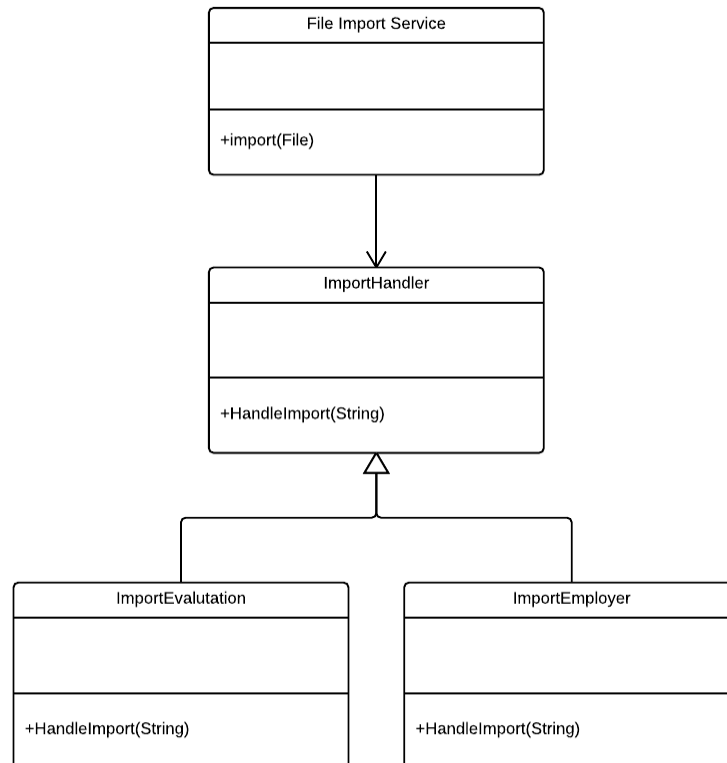 File Import Service
+import(File)
ImportHandler
+HandleImport(String)
ImportEvalutation
+HandleImport(String)
ImportEmployer
+HandleImport(String)